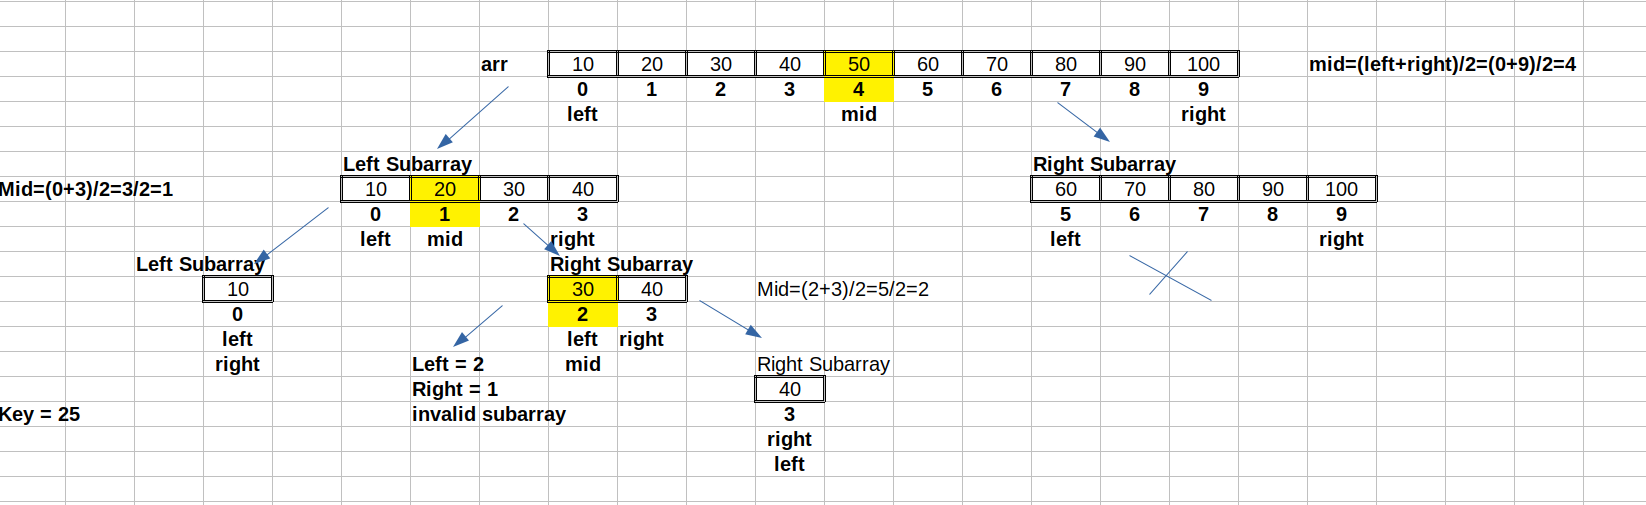 arr 10 20 30 40 50 60 70 80 90 100 mid=(left+right)/2=(0+9)/2=4
0 1 2 3 4 5 6 7 8 9
left mid right
Left Subarray Right Subarray
Mid=(0+3)/2=3/2=1 10 20 30 40 60 70 80 90 100
0 1 2 3 5 6 7 8 9
left mid right left right
Left Subarray Right Subarray
10 30 40 Mid=(2+3)/2=5/2=2
0 2 3
left left right
right Left = 2 mid Right Subarray
Right = 1 40
Key = 25 invalid subarray 3
right
left